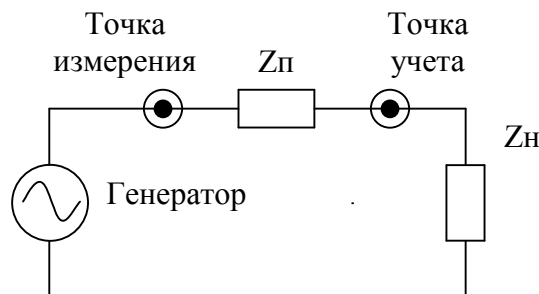 Точка
измерения
Zп
Точка
учета
Zн
Генератор